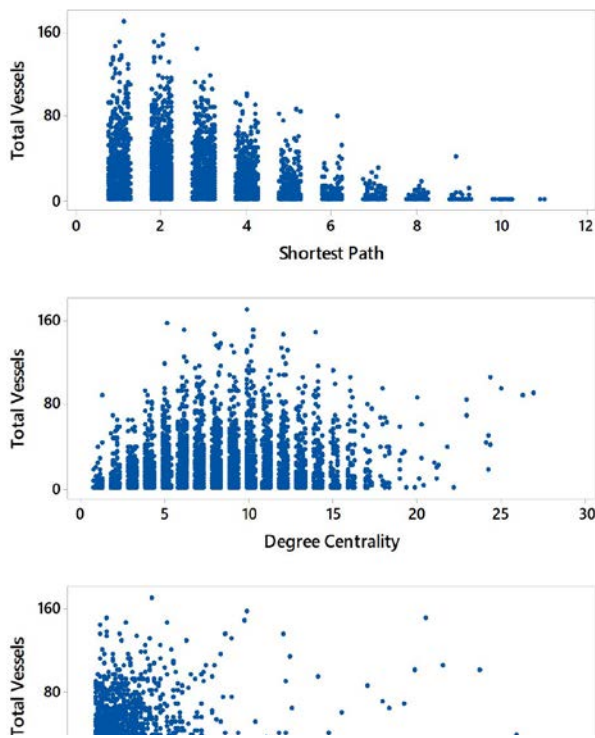 160
80
0
Total Vessels
0 2 4 6 8 10 12
Shortest Path
160
80
0
Total Vessels
0 5 10 15 20 25 30
Degree Centrality
160
80
Total Vessels